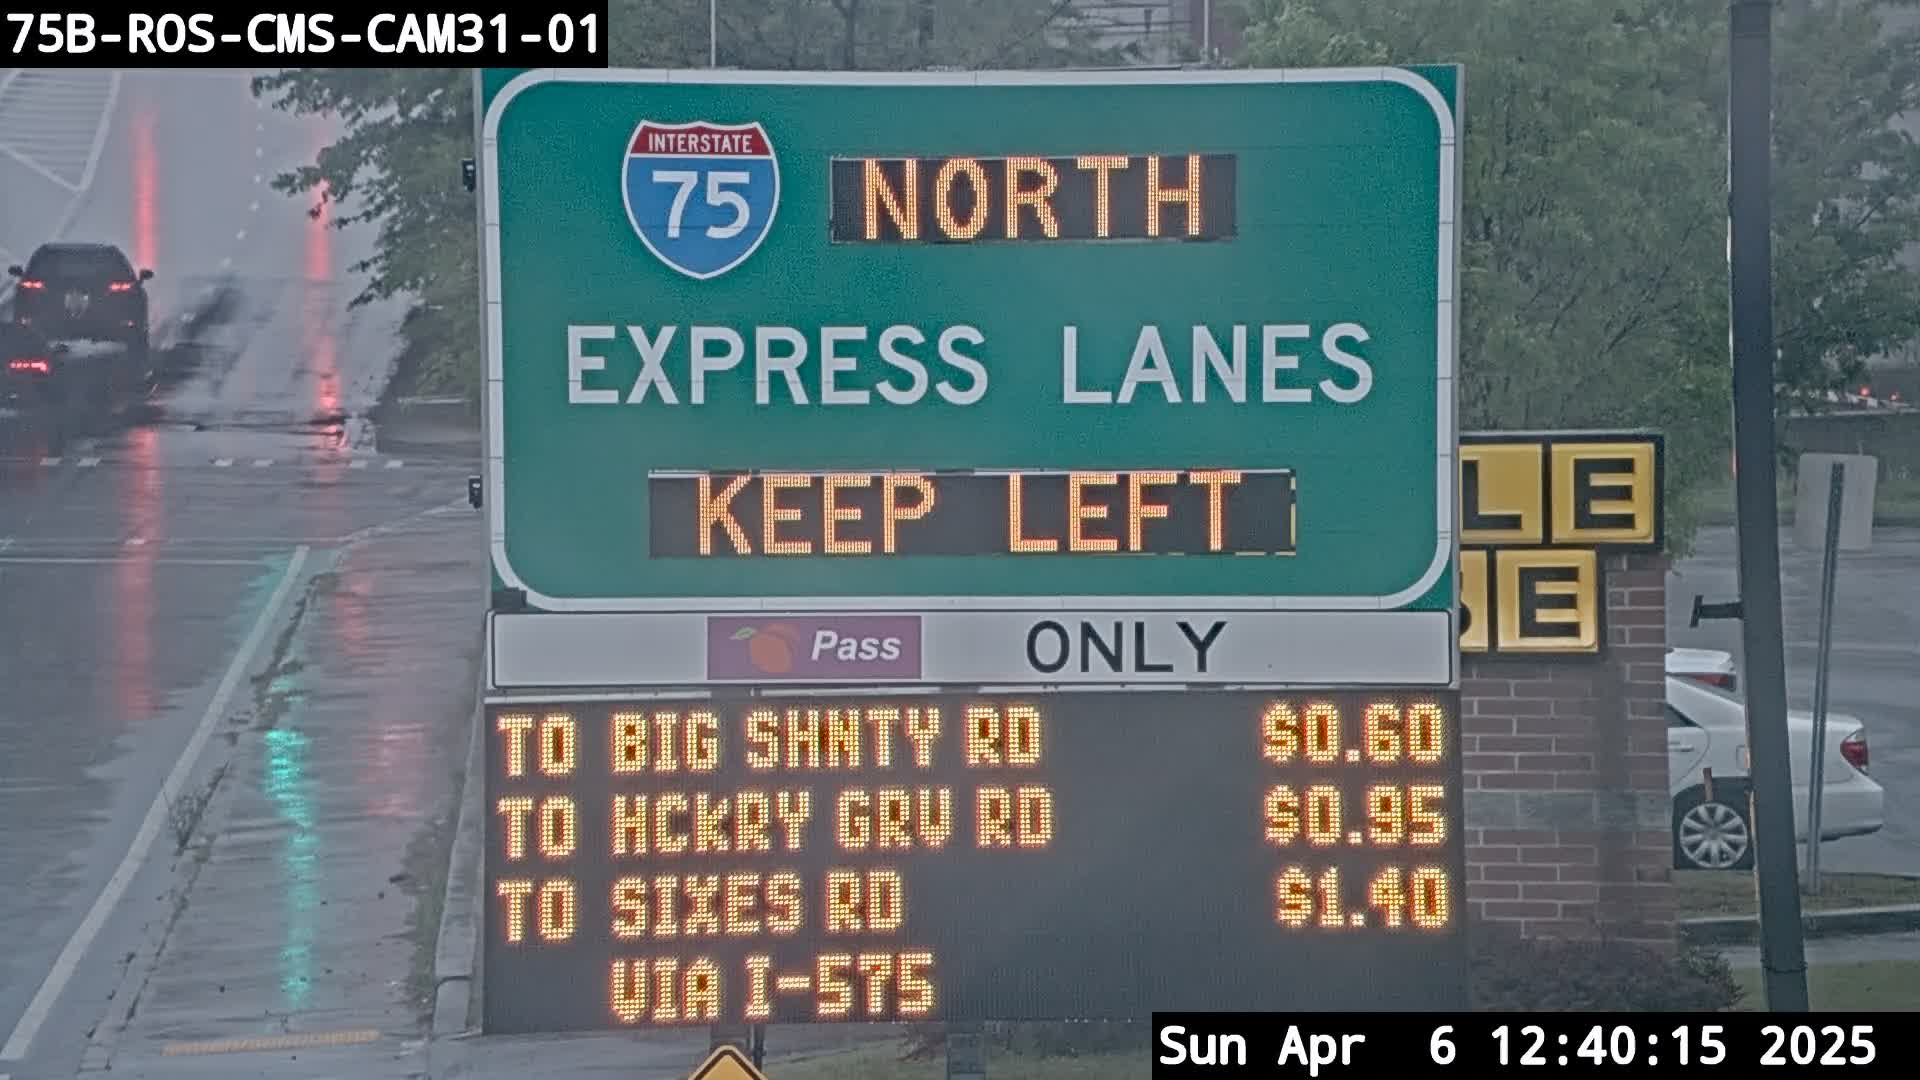 75B-ROS-CMS-CAM31-01
INTERSTATE
75
NORTH
EXPRESS LANES
KEEP LEFT
LE
Pass ONLY
E
TO BIG SHNTY RD $0.60
TO HCKRY GRV RD $0.95
TO SIXES RD $1.40
VIA I-575
Sun Apr 6 12:40:15 2025